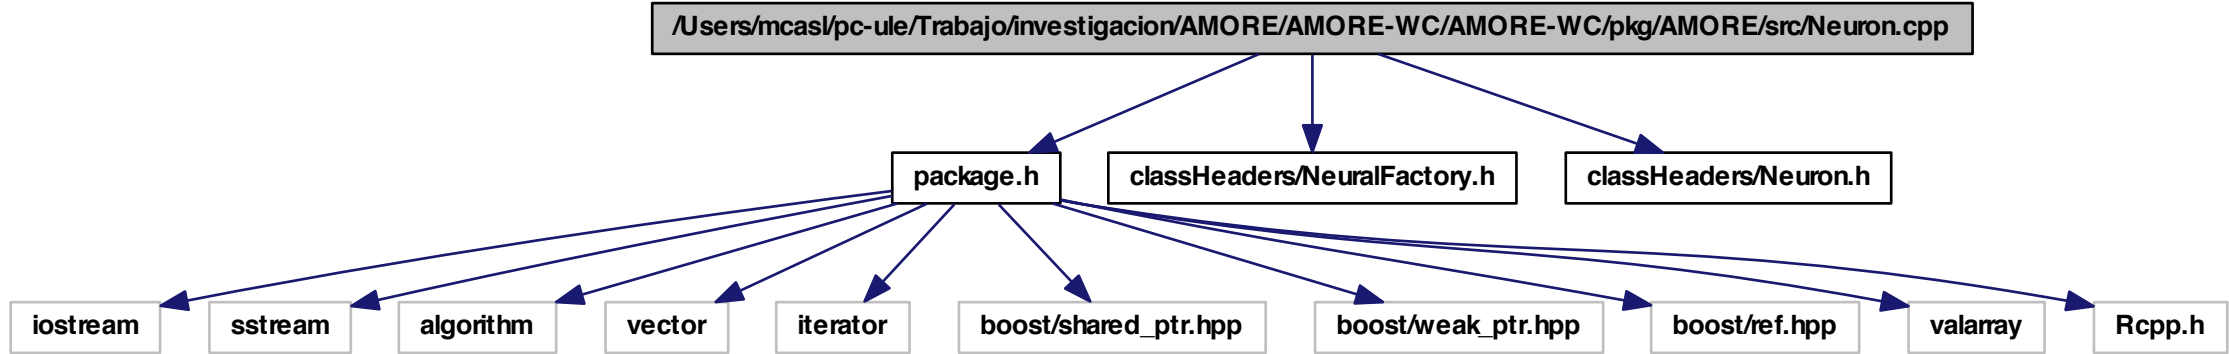 /Users/mcasl/pc-ule/Trabajo/investigacion/AMORE/AMORE-WC/AMORE-WC/pkg/AMORE/src/Neuron.cpp
package.h
classHeaders/NeuralFactory.h
classHeaders/Neuron.h
iostream
sstream
algorithm
vector
iterator
boost/shared_ptr.hpp
boost/weak_ptr.hpp
boost/ref.hpp
valarray
Rcpp.h